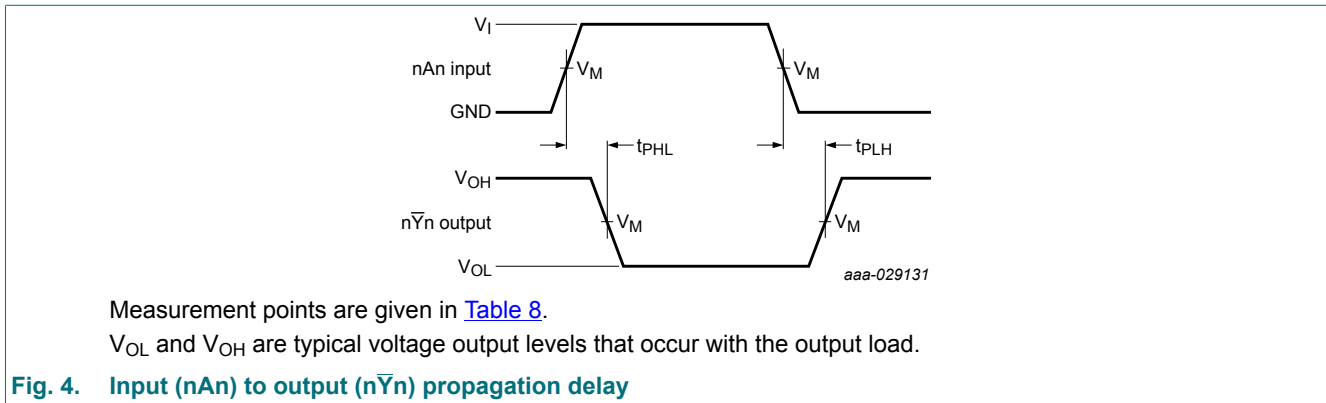 V_I
nAn input
V_M
V_M
GND
t_PHL
t_PLH
V_OH
nY̅n output
V_M
V_M
V_OL
aaa-029131
Measurement points are given in Table 8.
V_OL and V_OH are typical voltage output levels that occur with the output load.
Fig. 4. Input (nAn) to output (nY̅n) propagation delay